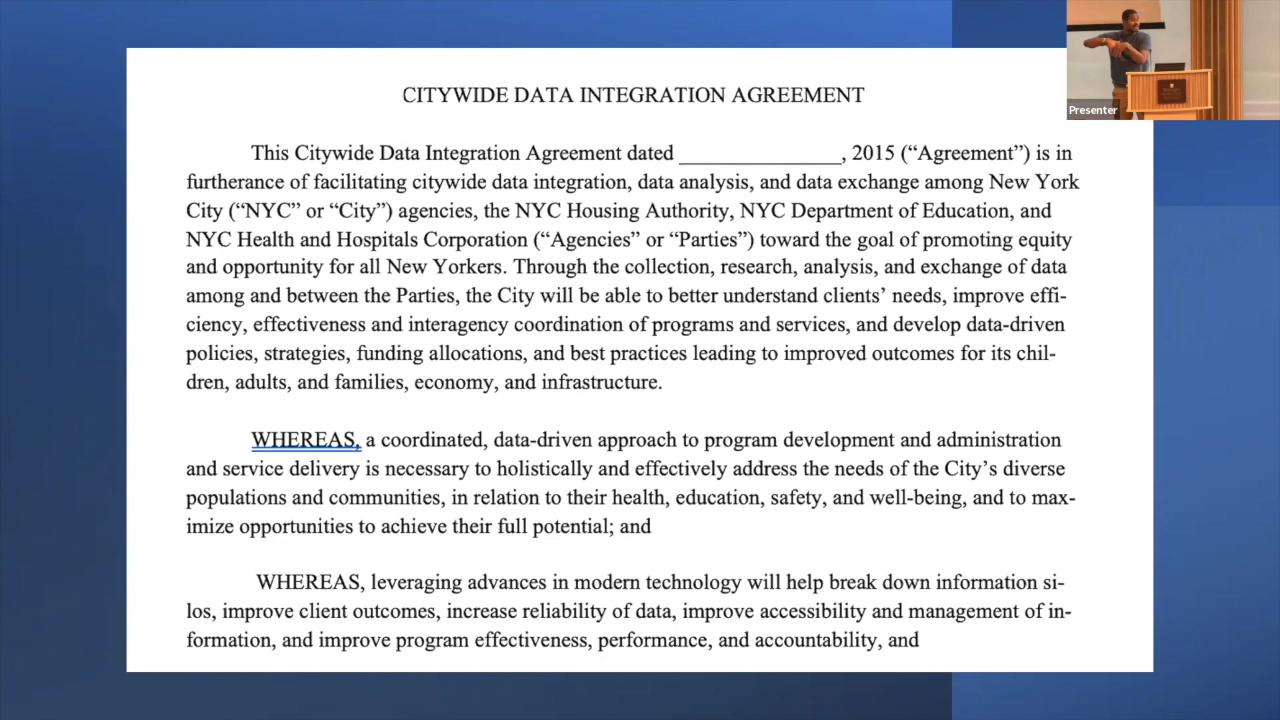 CITYWIDE DATA INTEGRATION AGREEMENT
This Citywide Data Integration Agreement dated _______________, 2015 (“Agreement”) is in
furtherance of facilitating citywide data integration, data analysis, and data exchange among New York
City (“NYC” or “City”) agencies, the NYC Housing Authority, NYC Department of Education, and
NYC Health and Hospitals Corporation (“Agencies” or “Parties”) toward the goal of promoting equity
and opportunity for all New Yorkers. Through the collection, research, analysis, and exchange of data
among and between the Parties, the City will be able to better understand clients’ needs, improve effi-
ciency, effectiveness and interagency coordination of programs and services, and develop data-driven
policies, strategies, funding allocations, and best practices leading to improved outcomes for its chil-
dren, adults, and families, economy, and infrastructure.
WHEREAS, a coordinated, data-driven approach to program development and administration
and service delivery is necessary to holistically and effectively address the needs of the City’s diverse
populations and communities, in relation to their health, education, safety, and well-being, and to max-
imize opportunities to achieve their full potential; and
WHEREAS, leveraging advances in modern technology will help break down information si-
los, improve client outcomes, increase reliability of data, improve accessibility and management of in-
formation, and improve program effectiveness, performance, and accountability, and
Presenter